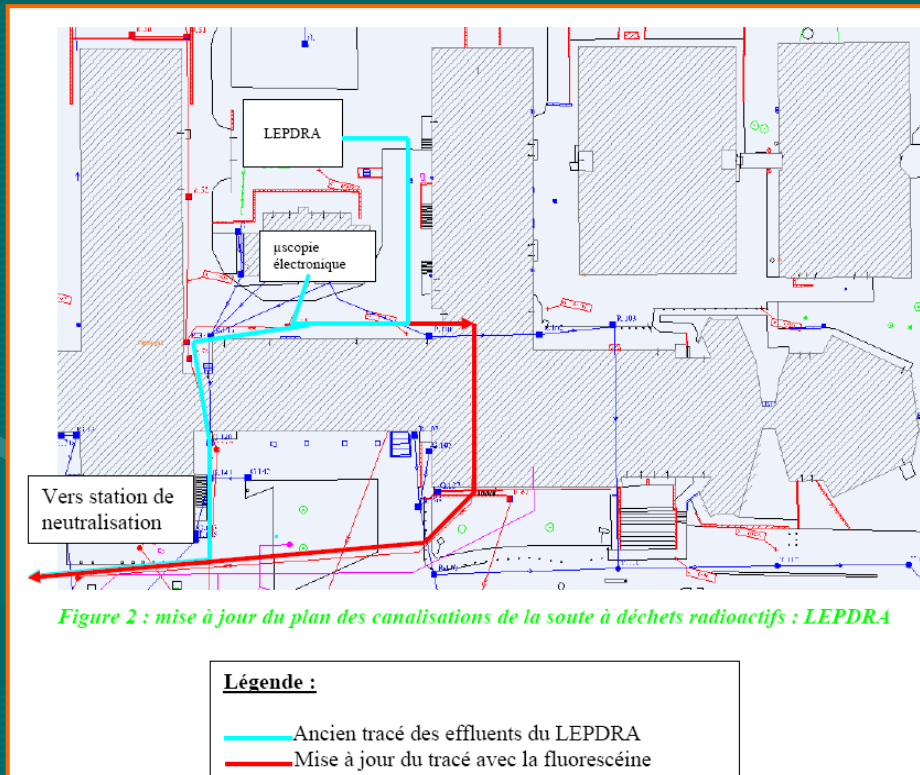 LEPDRA
µscopie
électronique
R.103
Vers station de
neutralisation
Figure 2 : mise à jour du plan des canalisations de la soute à déchets radioactifs : LEPDRA
Légende :
Ancien tracé des effluents du LEPDRA
Mise à jour du tracé avec la fluorescéine